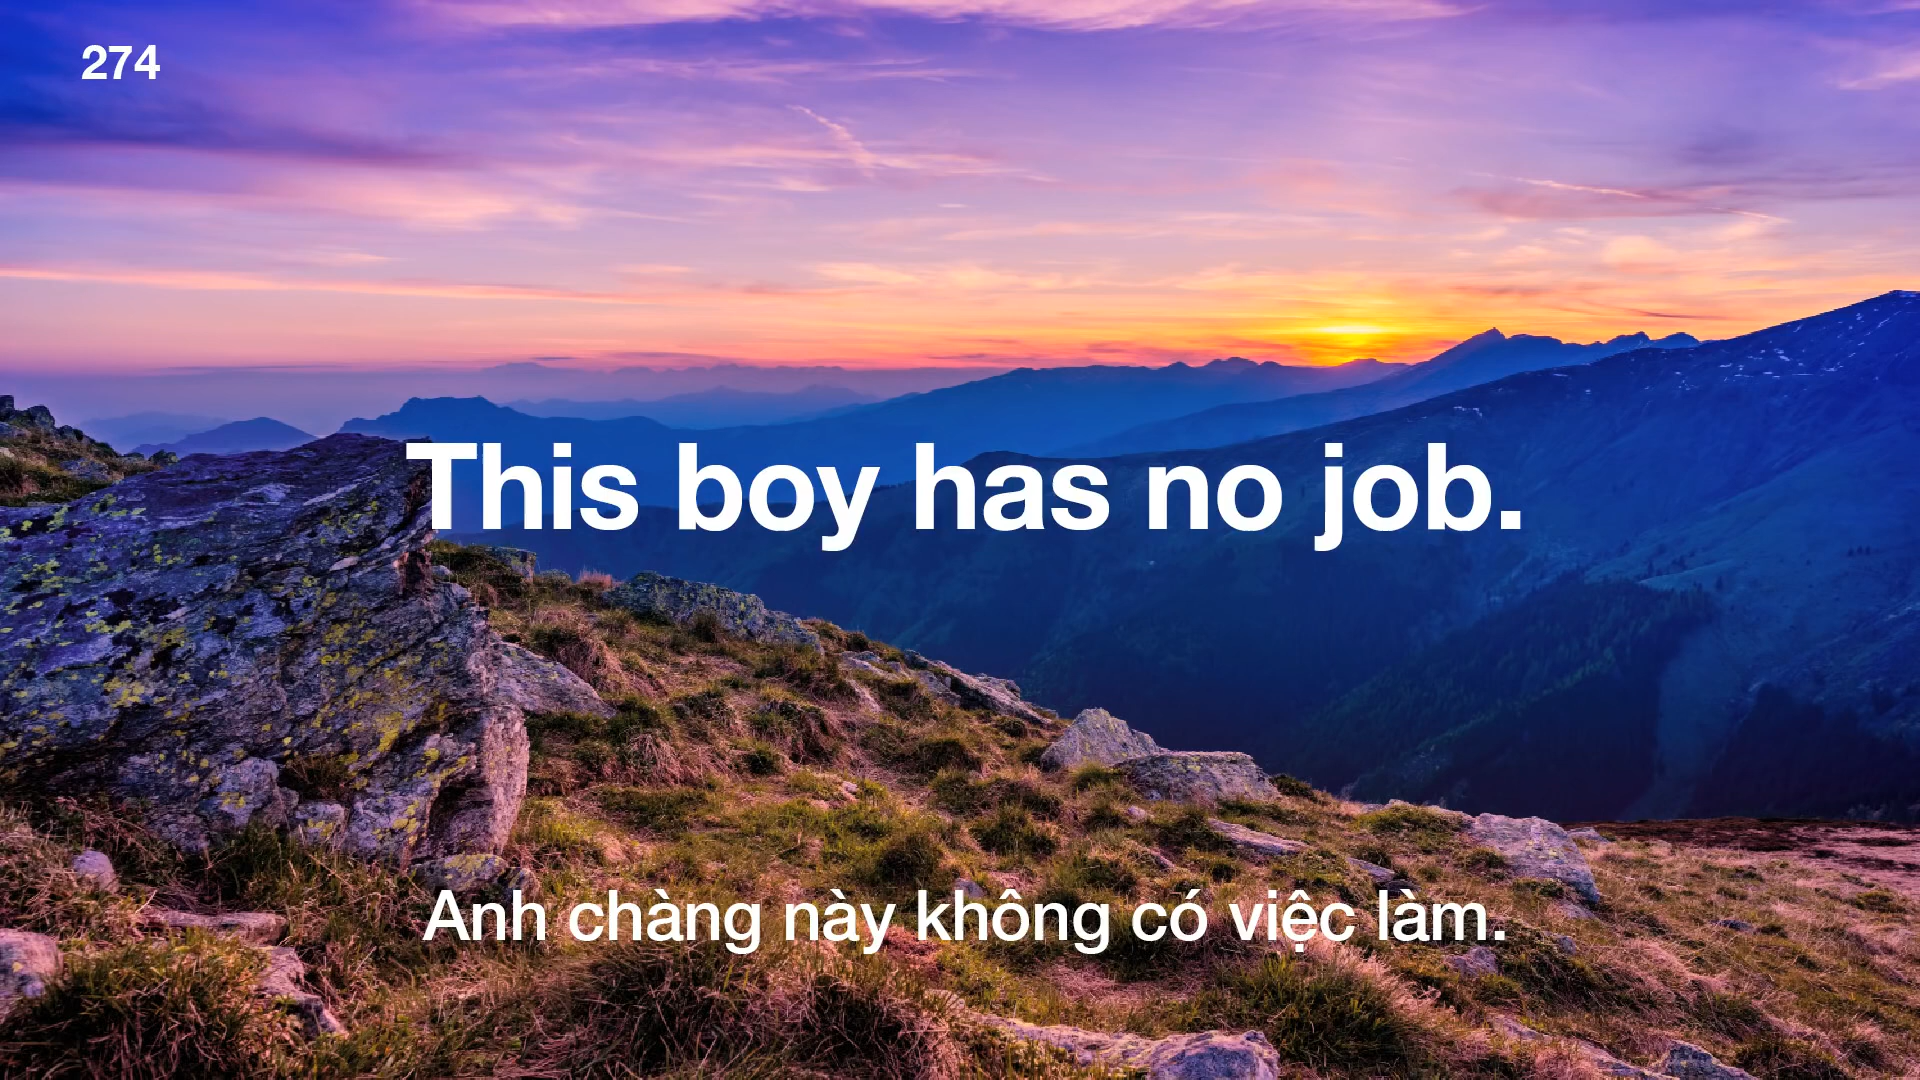 274
This boy has no job.
Anh chàng này không có việc làm.